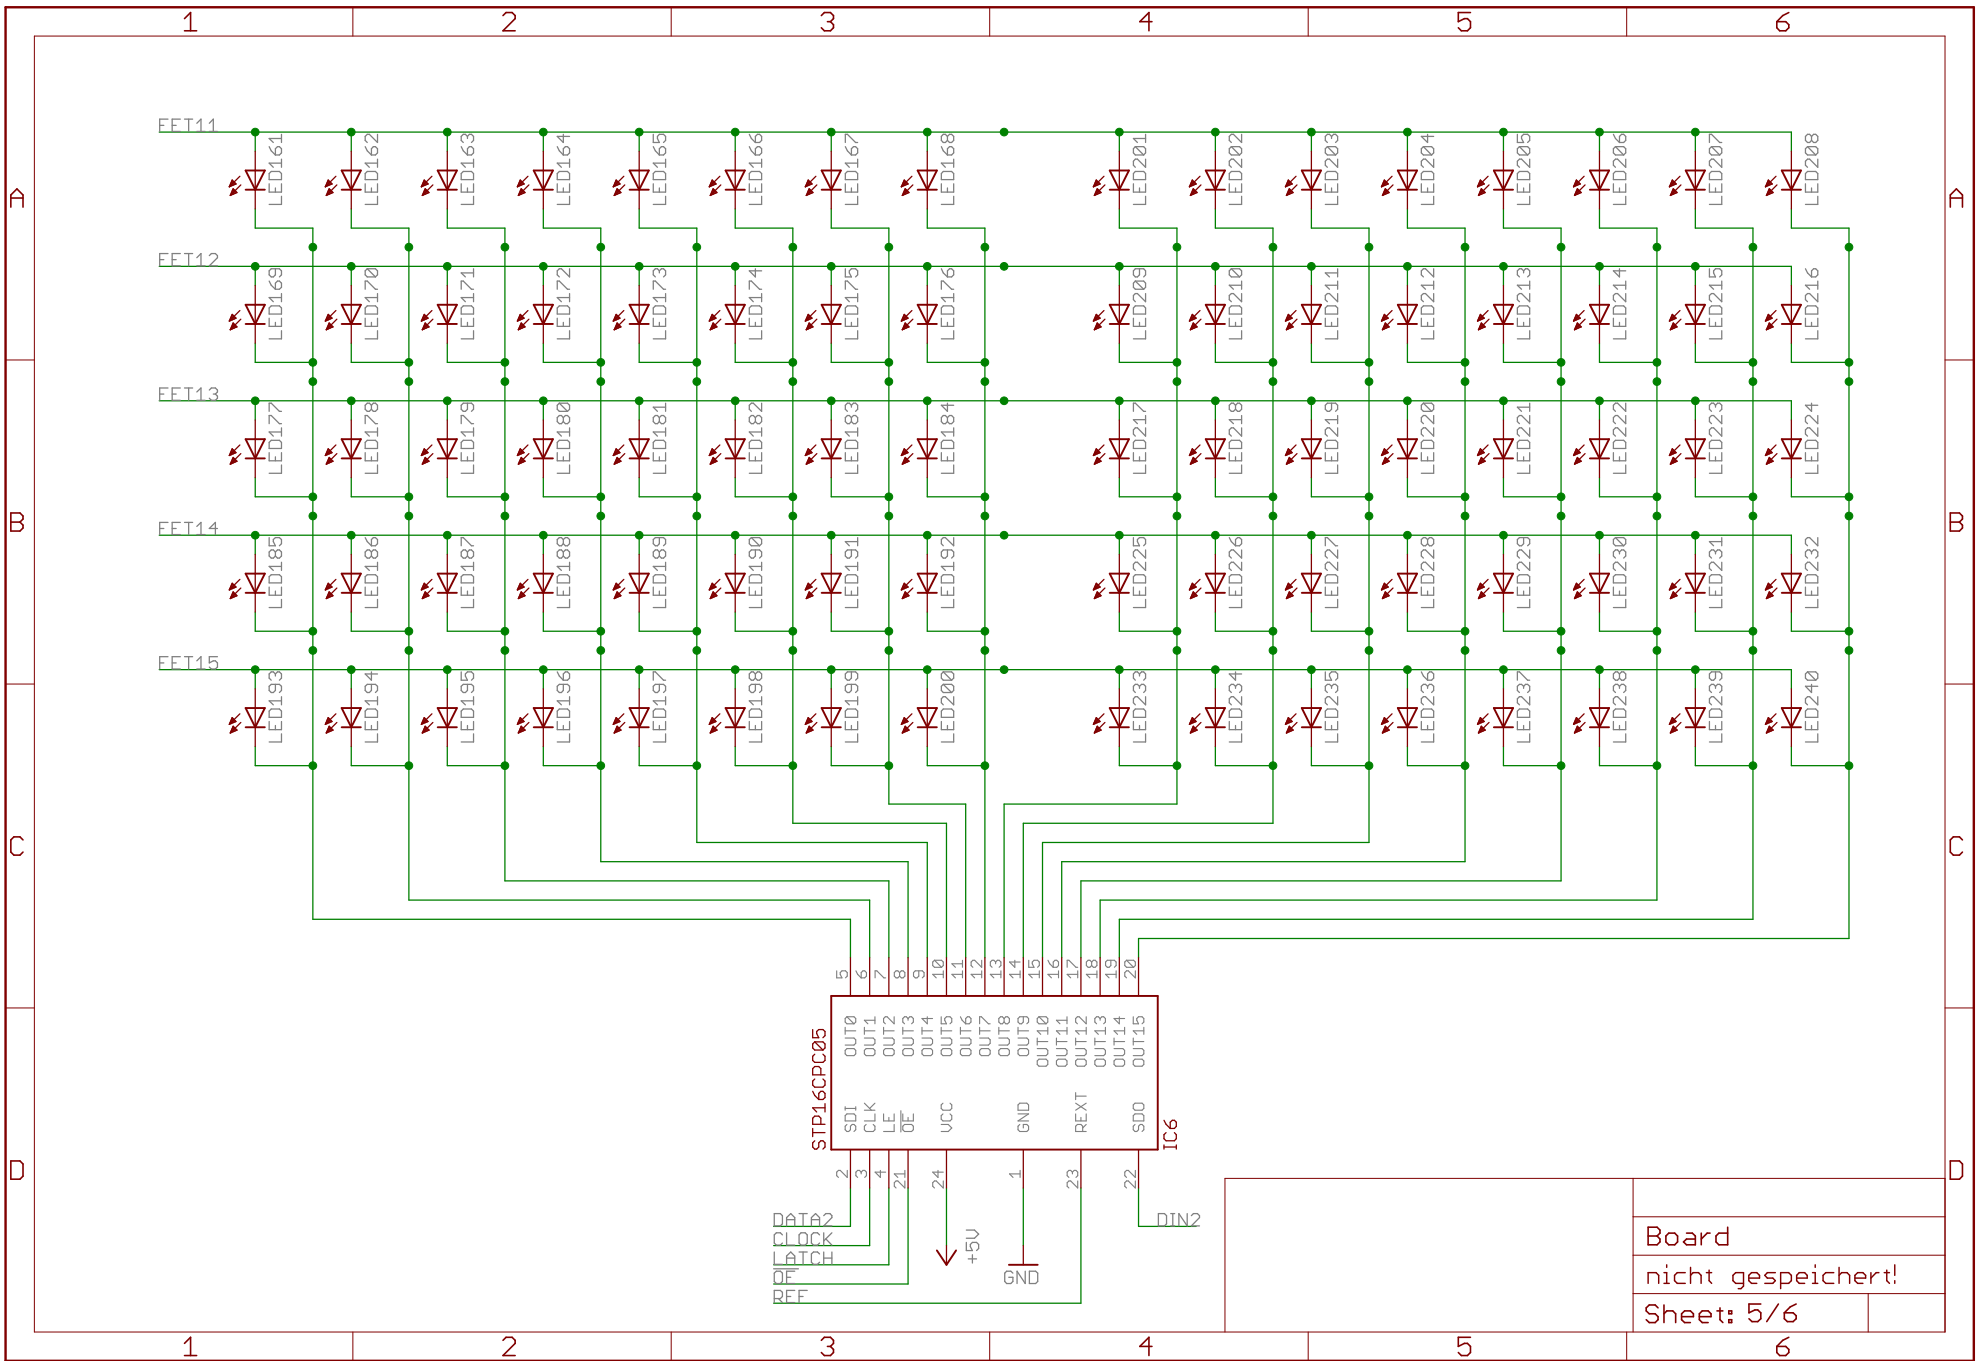 1 2 3 4 5 6
A A
FET11
LED161 LED162 LED163 LED164 LED165 LED166 LED167 LED168 LED201 LED202 LED203 LED204 LED205 LED206 LED207 LED208
FET12
LED169 LED170 LED171 LED172 LED173 LED174 LED175 LED176 LED209 LED210 LED211 LED212 LED213 LED214 LED215 LED216
FET13
LED177 LED178 LED179 LED180 LED181 LED182 LED183 LED184 LED217 LED218 LED219 LED220 LED221 LED222 LED223 LED224
B B
FET14
LED185 LED186 LED187 LED188 LED189 LED190 LED191 LED192 LED225 LED226 LED227 LED228 LED229 LED230 LED231 LED232
FET15
LED193 LED194 LED195 LED196 LED197 LED198 LED199 LED200 LED233 LED234 LED235 LED236 LED237 LED238 LED239 LED240
C C
5 6 7 8 9 10 11 12 13 14 15 16 17 18 19 20
OUT0 OUT1 OUT2 OUT3 OUT4 OUT5 OUT6 OUT7 OUT8 OUT9 OUT10 OUT11 OUT12 OUT13 OUT14 OUT15
STP16CPC05
SDI CLK LE OE VCC GND REXT SDO
IC6
D D
2 3 4 21 24 1 23 22
DATA2
CLOCK
LATCH
OE
REF
+5V
GND
DIN2
Board
nicht gespeichert!
Sheet: 5/6
1 2 3 4 5 6